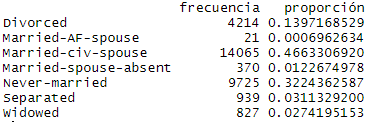 frecuencia proporción
Divorced 4214 0.1397168529
Married-AF-spouse 21 0.0006962634
Married-civ-spouse 14065 0.4663306920
Married-spouse-absent 370 0.0122674978
Never-married 9725 0.3224362587
Separated 939 0.0311329200
Widowed 827 0.0274195153